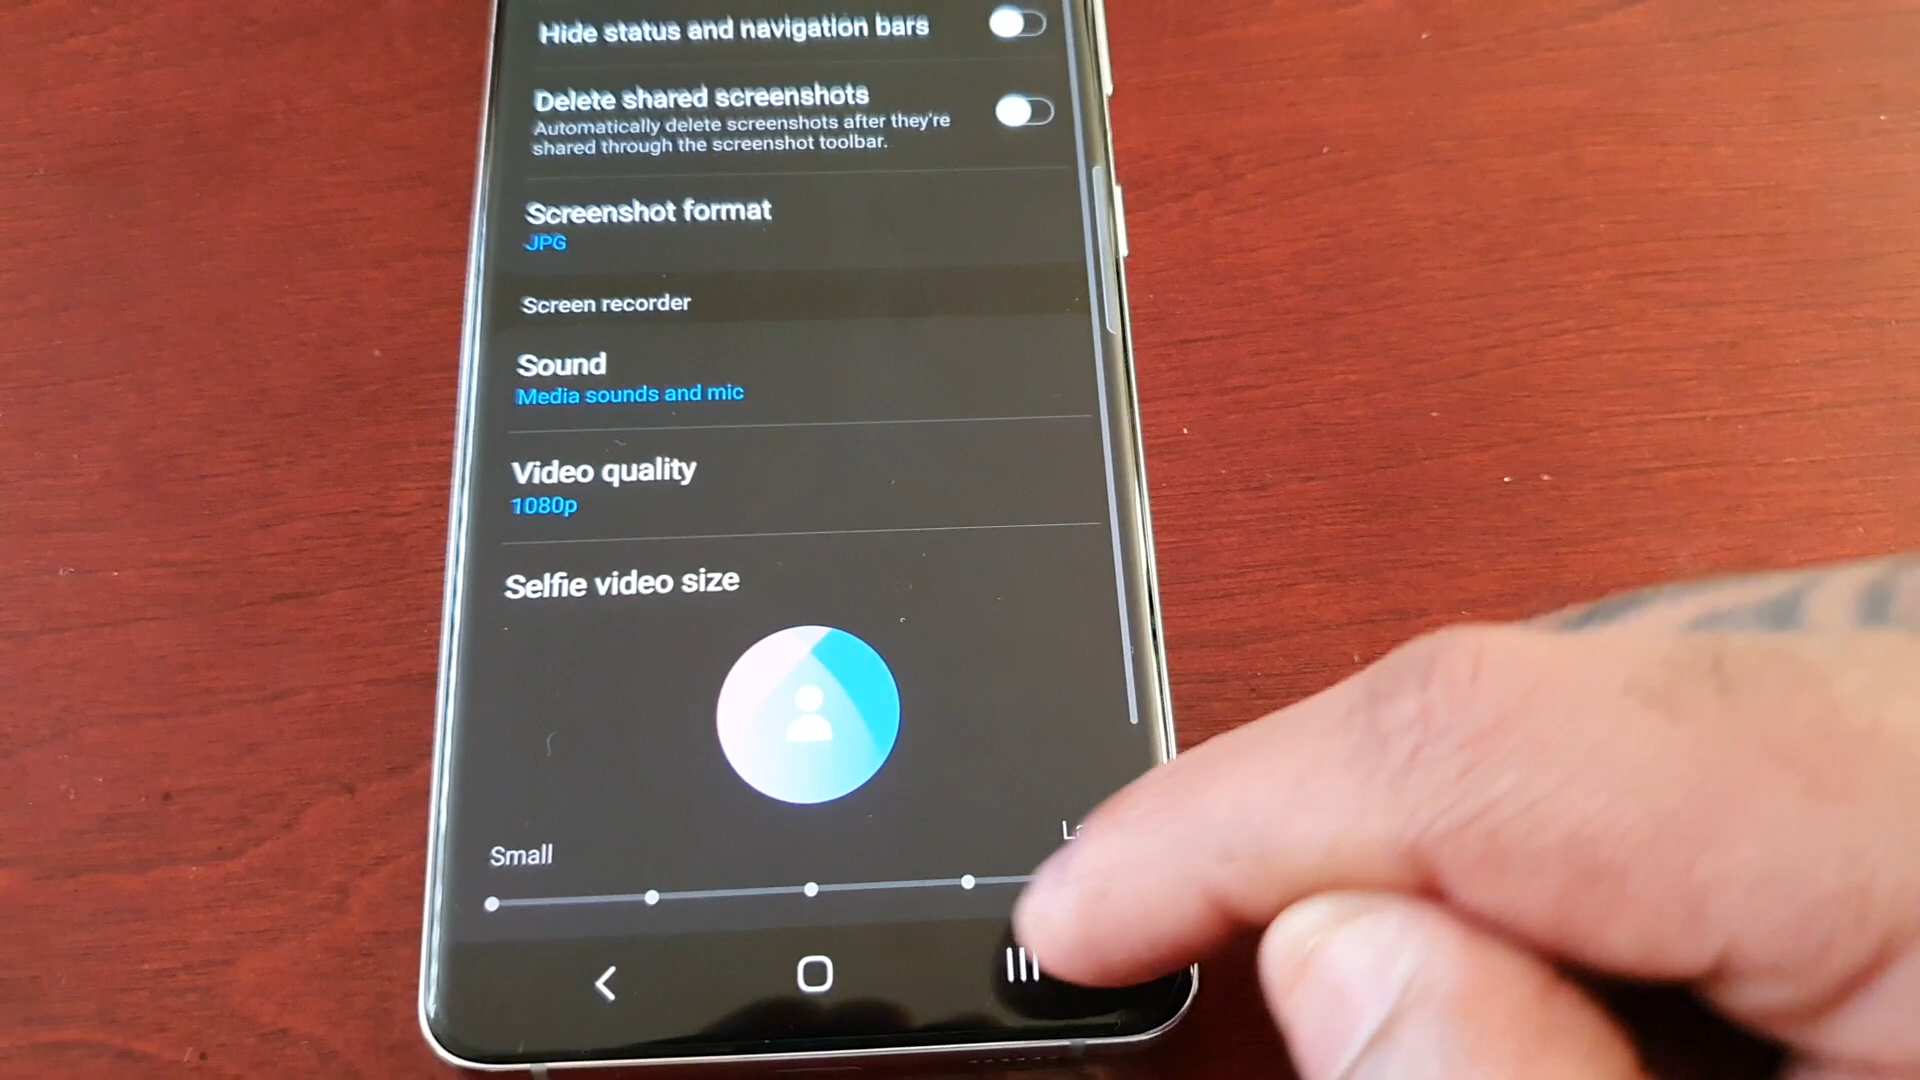 Hide status and navigation bars
Delete shared screenshots
Automatically delete screenshots after they're
shared through the screenshot toolbar.
Screenshot format
JPG
Screen recorder
Sound
Media sounds and mic
Video quality
1080p
Selfie video size
Small